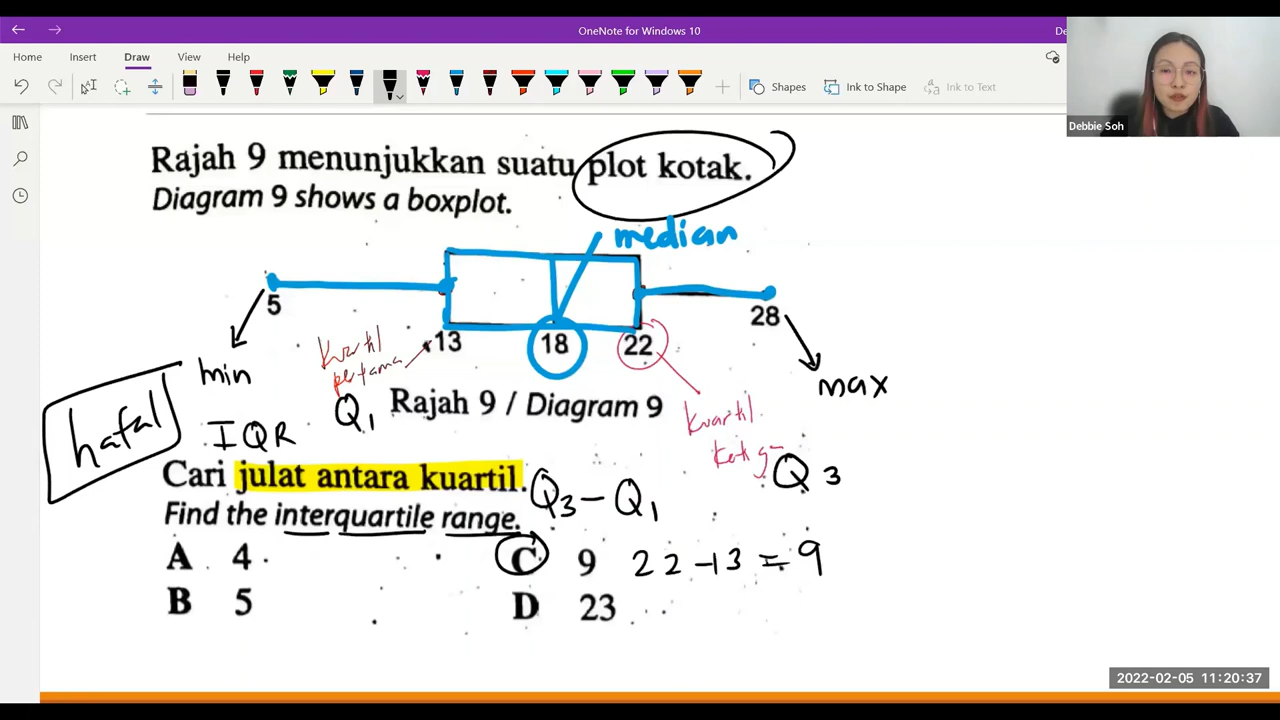 OneNote for Windows 10
De
Home Insert Draw View Help
Shapes Ink to Shape Ink to Text
Debbie Soh
Rajah 9 menunjukkan suatu plot kotak.
Diagram 9 shows a boxplot.
median
5 13 18 22 28
min
kuartil
pertama
Q1
max
Rajah 9 / Diagram 9
kuartil
ketiga
Q3
hafal
IQR
Cari julat antara kuartil. Q3 - Q1
Find the interquartile range.
A 4 C 9 22 - 13 = 9
B 5 D 23
2022-02-05 11:20:37